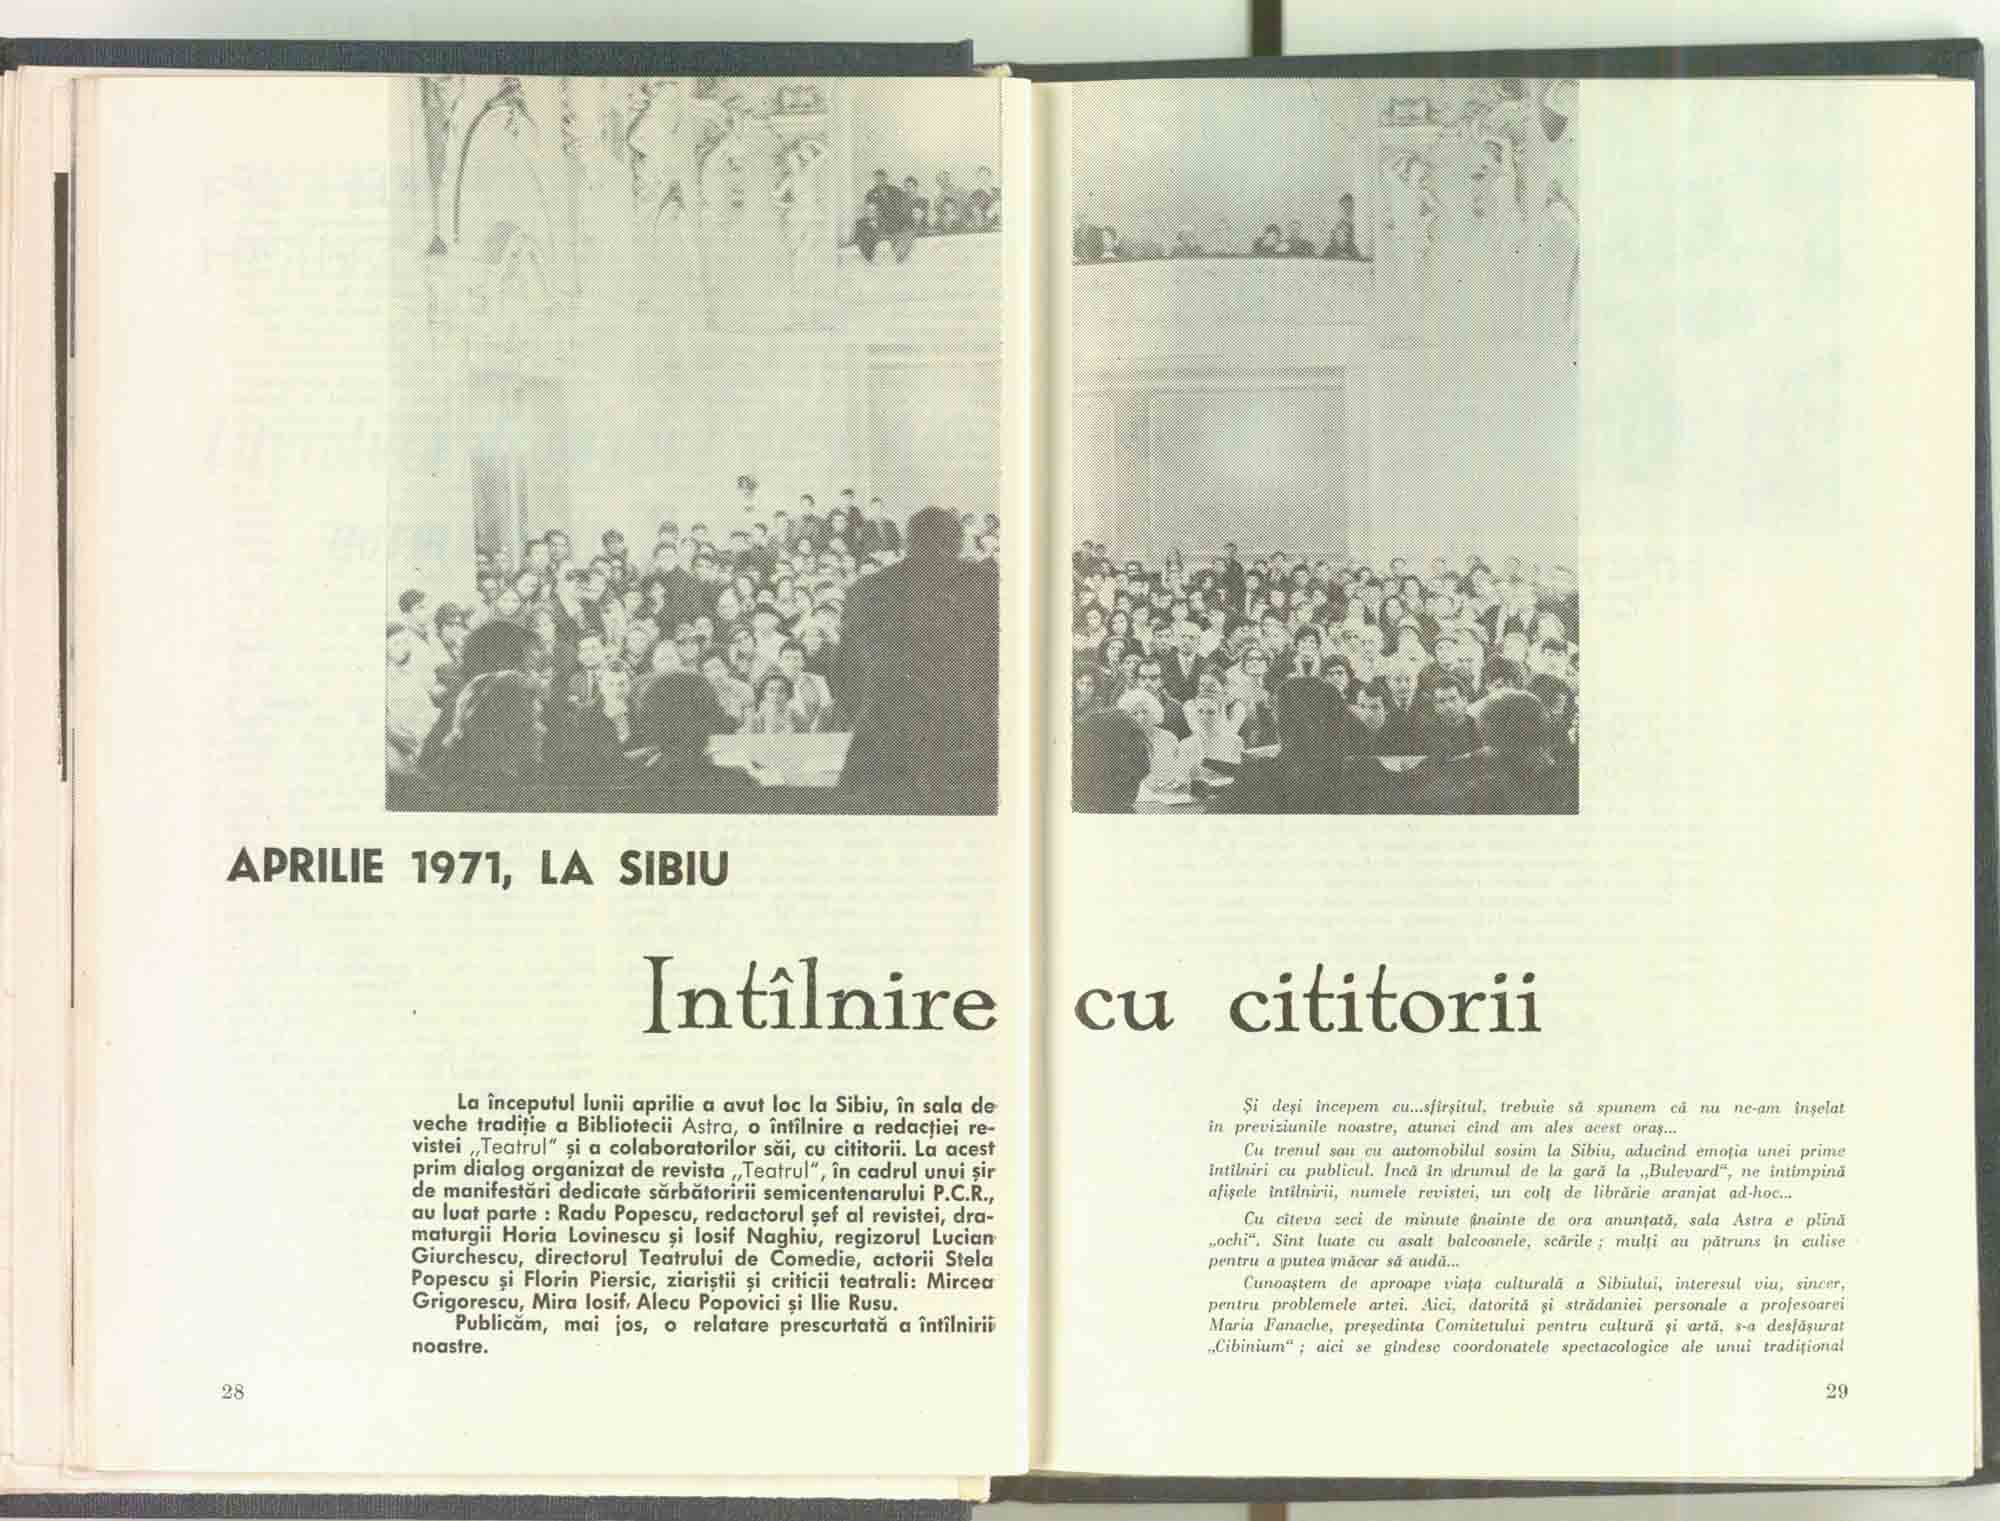 APRILIE 1971, LA SIBIU
Intîlnire cu cititorii
La începutul lunii aprilie a avut loc la Sibiu, în sala de
veche tradiție a Bibliotecii Astra, o întîlnire a redacției re-
vistei „Teatrul" și a colaboratorilor săi, cu cititorii. La acest
prim dialog organizat de revista „Teatrul", în cadrul unui șir
de manifestări dedicate sărbătoririi semicentenarului P.C.R.,
au luat parte : Radu Popescu, redactorul șef al revistei, dra-
maturgii Horia Lovinescu și Iosif Naghiu, regizorul Lucian
Giurchescu, directorul Teatrului de Comedie, actorii Stela
Popescu și Florin Piersic, ziariștii și criticii teatrali: Mircea
Grigorescu, Mira Iosif, Alecu Popovici și Ilie Rusu.
Publicăm, mai jos, o relatare prescurtată a întîlnirii
noastre.
28
Și deși începem cu...sfîrșitul, trebuie să spunem că nu ne-am înșelat
în previziunile noastre, atunci cînd am ales acest oraș...
Cu trenul sau cu automobilul sosim la Sibiu, aducînd emoția unei prime
întîlniri cu publicul. Incă în drumul de la gară la „Bulevard“, ne întîmpină
afișele întîlnirii, numele revistei, un colț de librărie aranjat ad-hoc...
Cu cîteva zeci de minute înainte de ora anunțată, sala Astra e plină
„ochi“. Sînt luate cu asalt balcoanele, scările ; mulți au pătruns în culise
pentru a putea măcar să audă...
Cunoaștem de aproape viața culturală a Sibiului, interesul viu, sincer,
pentru problemele artei. Aici, datorită și strădaniei personale a profesoarei
Maria Fanache, președinta Comitetului pentru cultură și artă, s-a desfășurat
„Cibinium“ ; aici se gîndesc coordonatele spectacologice ale unui tradițional
29